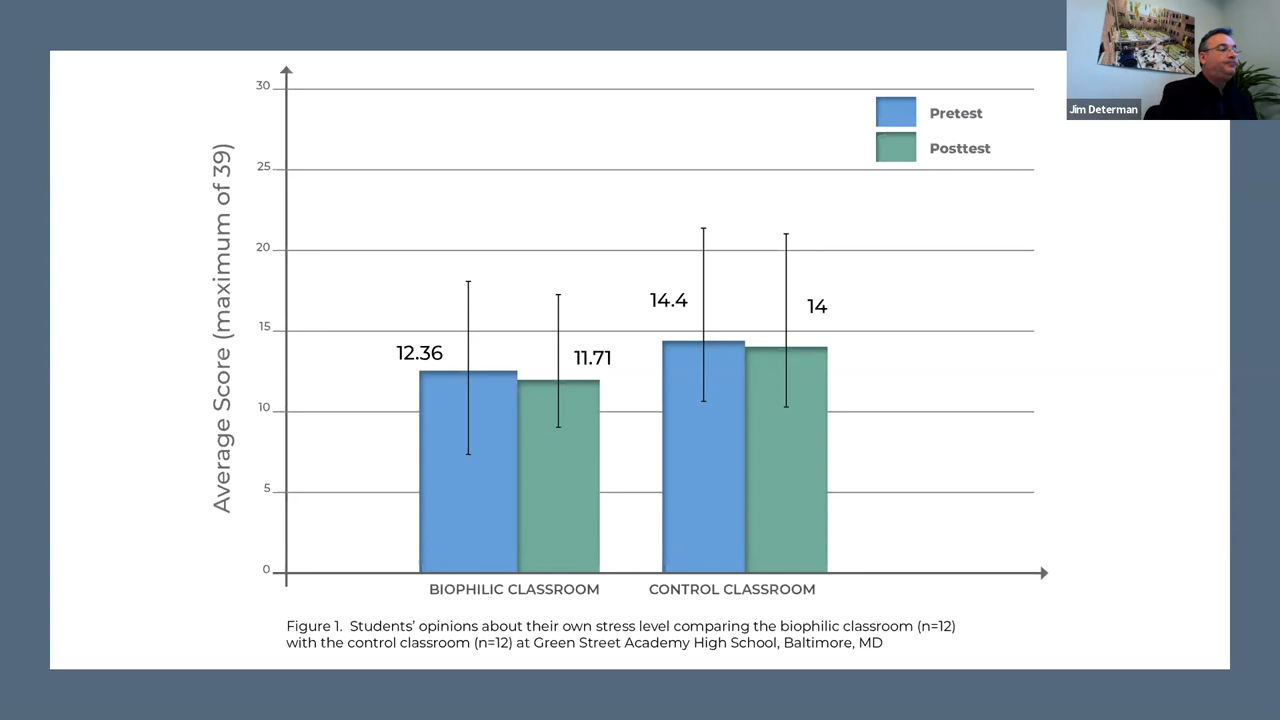 Jim Determan
Pretest
Posttest
Average Score (maximum of 39)
30
25
20
15
10
5
0
12.36
11.71
14.4
14
BIOPHILIC CLASSROOM
CONTROL CLASSROOM
Figure 1. Students’ opinions about their own stress level comparing the biophilic classroom (n=12)
with the control classroom (n=12) at Green Street Academy High School, Baltimore, MD